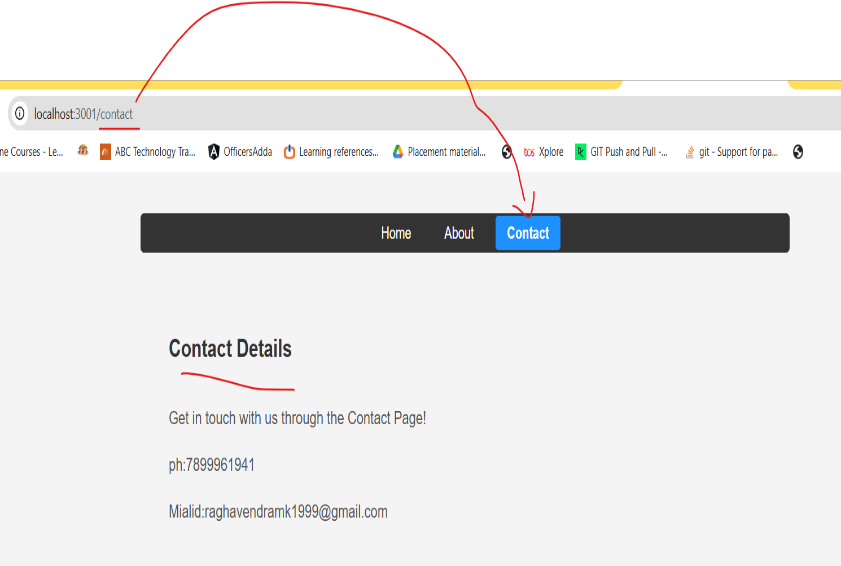 localhost:3001/contact
ne Courses - Le... ABC Technology Tra... OfficersAdda Learning references... Placement material... tcs Xplore GIT Push and Pull -... git - Support for pa...
Home About Contact
Contact Details
Get in touch with us through the Contact Page!
ph:7899961941
Mialid:raghavendramk1999@gmail.com